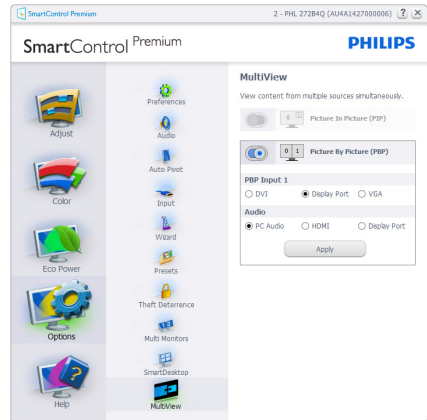 SmartControl Premium
2 - PHL 272B4Q (AU4A1427000006) ? X
SmartControl Premium
PHILIPS
Adjust
Color
Eco Power
Options
Help
Preferences
Audio
Auto Pivot
Input
Wizard
Presets
Theft Deterrence
Multi Monitors
SmartDesktop
MultiView
MultiView
View content from multiple sources simultaneously.
0 Picture In Picture (PIP)
0 1 Picture By Picture (PBP)
PBP Input 1
DVI Display Port VGA
Audio
PC Audio HDMI Display Port
Apply